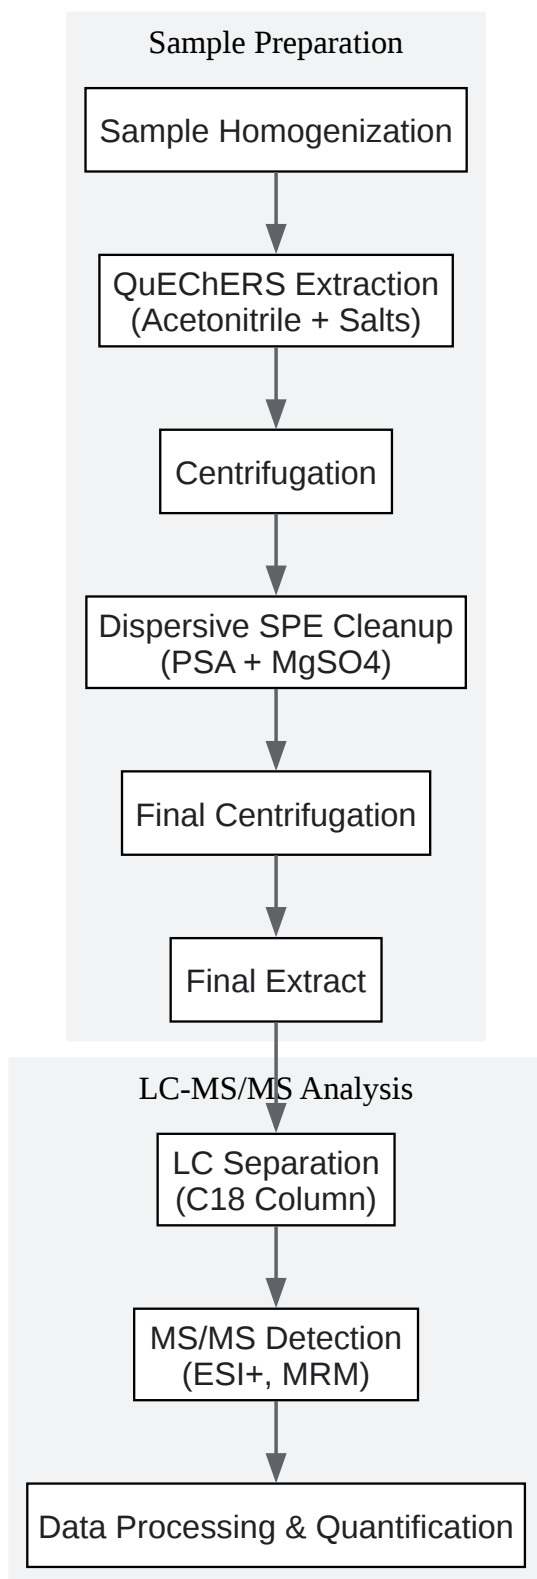 Sample Preparation
Sample Homogenization
QuEChERS Extraction
(Acetonitrile + Salts)
Centrifugation
Dispersive SPE Cleanup
(PSA + MgSO4)
Final Centrifugation
Final Extract
LC-MS/MS Analysis
LC Separation
(C18 Column)
MS/MS Detection
(ESI+, MRM)
Data Processing & Quantification